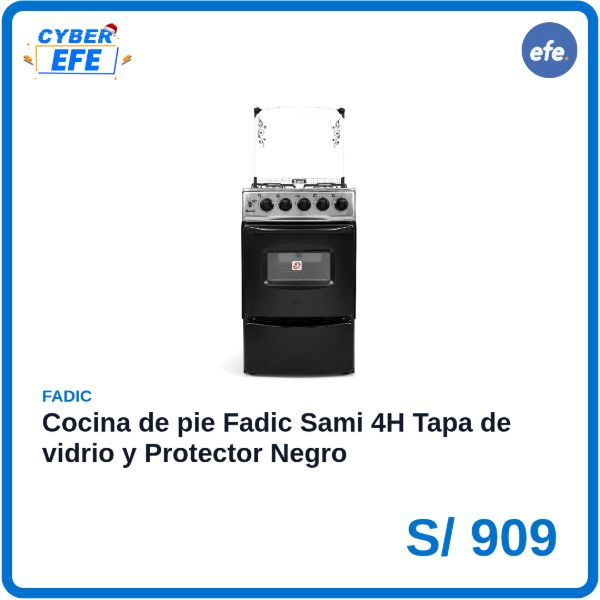 CYBER
EFE
efe.
FADIC
Cocina de pie Fadic Sami 4H Tapa de
vidrio y Protector Negro
S/ 909